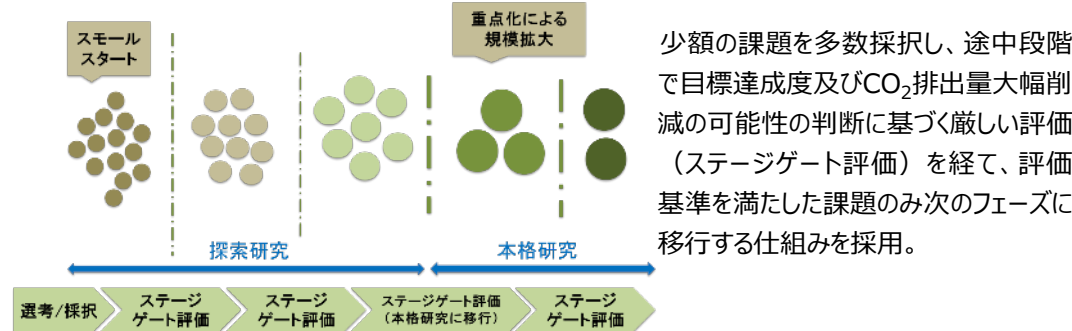 スモール
スタート
重点化による
規模拡大
少額の課題を多数採択し、途中段階
で目標達成度及びCO₂排出量大幅削
減の可能性の判断に基づく厳しい評価
（ステージゲート評価）を経て、評価
基準を満たした課題のみ次のフェーズに
移行する仕組みを採用。
探索研究
本格研究
選考/採択
ステージ
ゲート評価
ステージ
ゲート評価
ステージゲート評価
（本格研究に移行）
ステージ
ゲート評価